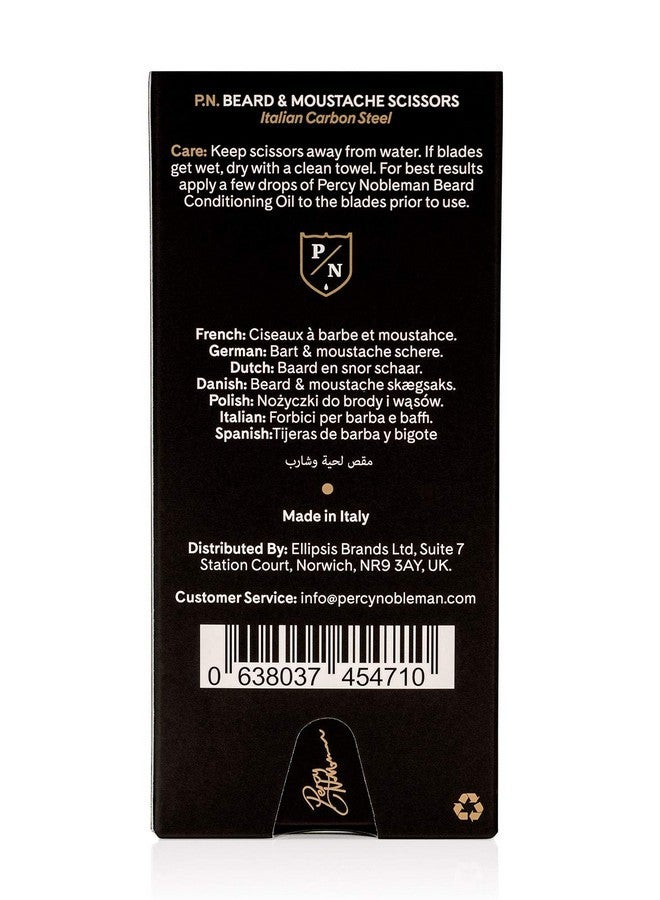 P.N. BEARD & MOUSTACHE SCISSORS
Italian Carbon Steel
Care: Keep scissors away from water. If blades
get wet, dry with a clean towel. For best results
apply a few drops of Percy Nobleman Beard
Conditioning Oil to the blades prior to use.
P
N
French: Ciseaux à barbe et moustahce.
German: Bart & moustache schere.
Dutch: Baard en snor schaar.
Danish: Beard & moustache skægsaks.
Polish: Nożyczki do brody i wąsów.
Italian: Forbici per barba e baffi.
Spanish:Tijeras de barba y bigote
مقص لحية وشارب
Made in Italy
Distributed By: Ellipsis Brands Ltd, Suite 7
Station Court, Norwich, NR9 3AY, UK.
Customer Service: info@percynobleman.com
0 638037 454710
Percy
Nobleman